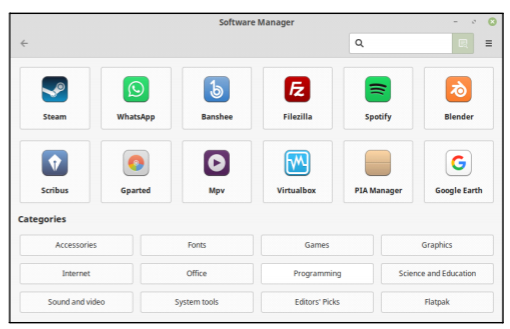 Software Manager
Steam
WhatsApp
Banshee
Filezilla
Spotify
Blender
Scribus
Gparted
Mpv
Virtualbox
PIA Manager
Google Earth
Categories
Accessories
Fonts
Games
Graphics
Internet
Office
Programming
Science and Education
Sound and video
System tools
Editors' Picks
Flatpak